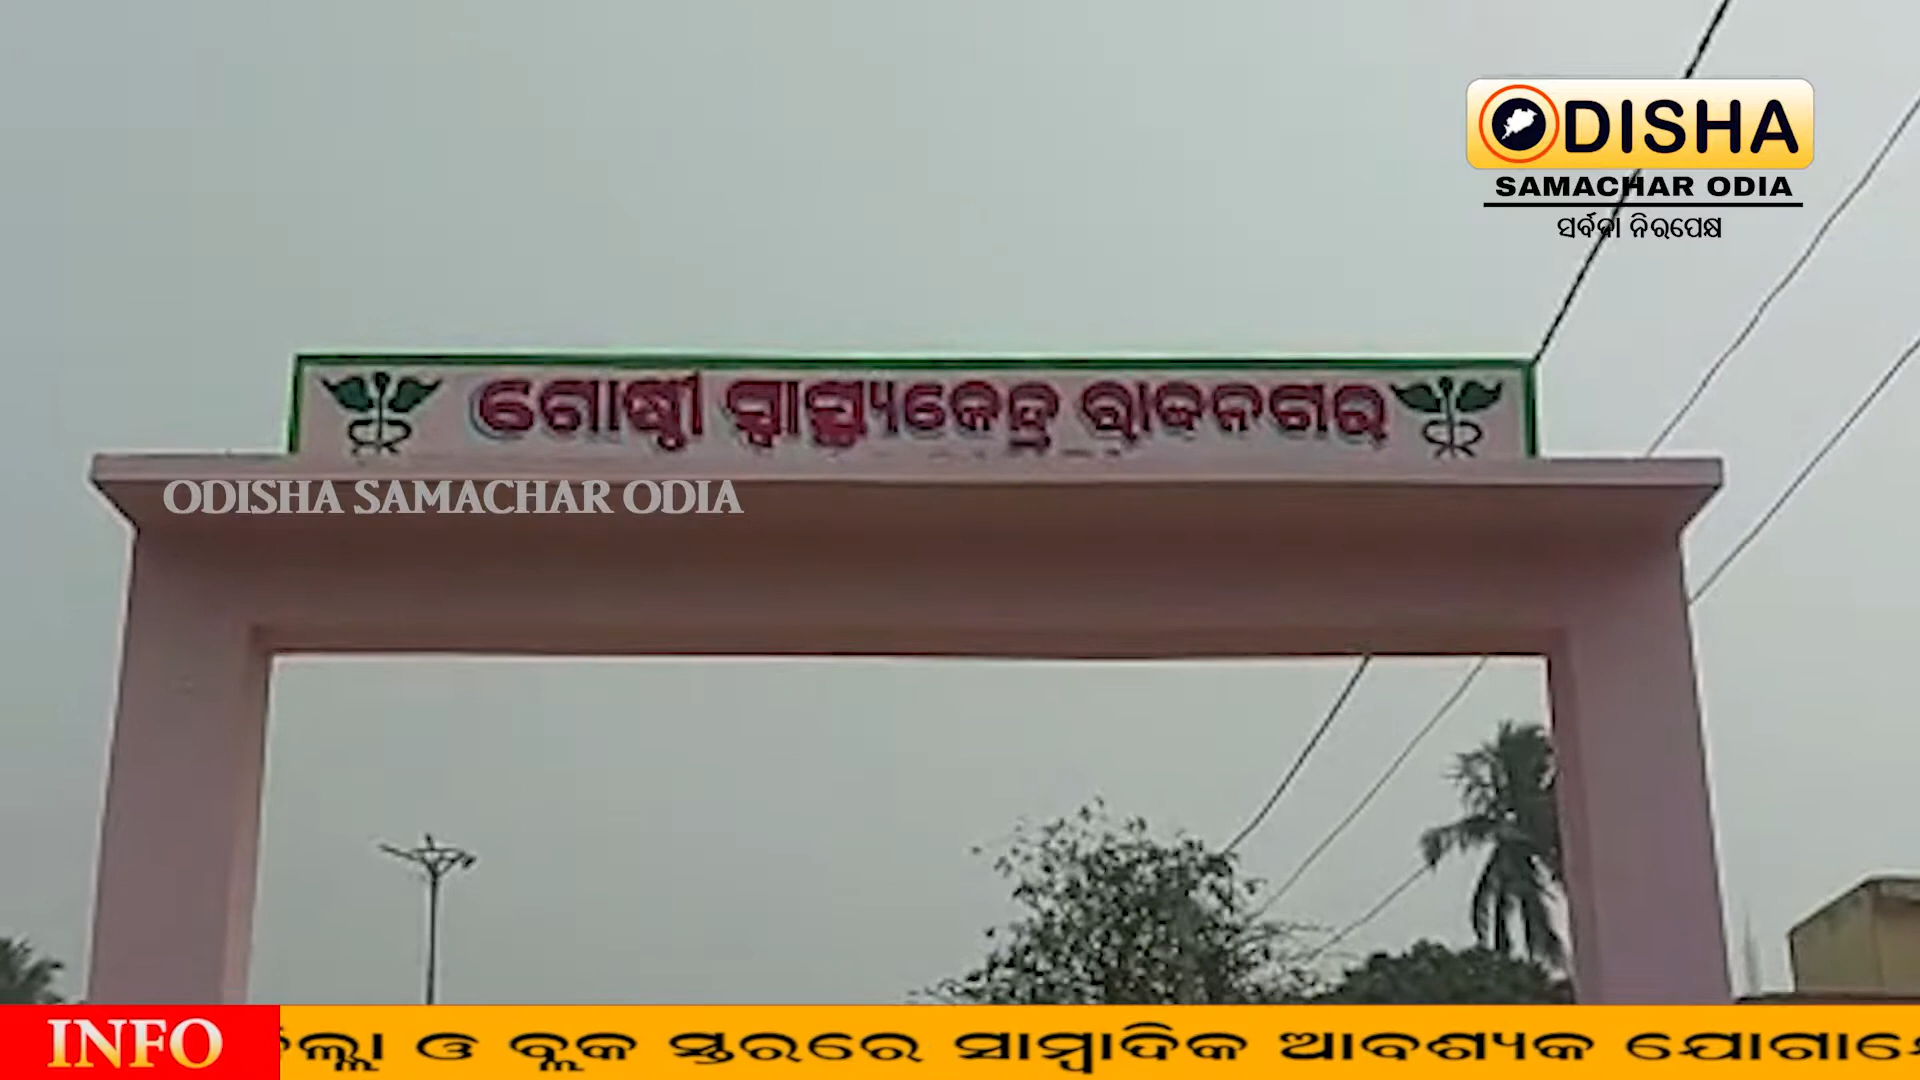 ODISHA
SAMACHAR ODIA
ସର୍ବଦା ନିରପେକ୍ଷ
ଗୋଷ୍ଠୀ ସ୍ୱାସ୍ଥ୍ୟକେନ୍ଦ୍ର ରାଜନଗର
ODISHA SAMACHAR ODIA
INFO
ଜିଲ୍ଲା ଓ ବ୍ଲକ ସ୍ତରରେ ସାମ୍ବାଦିକ ଆବଶ୍ୟକ